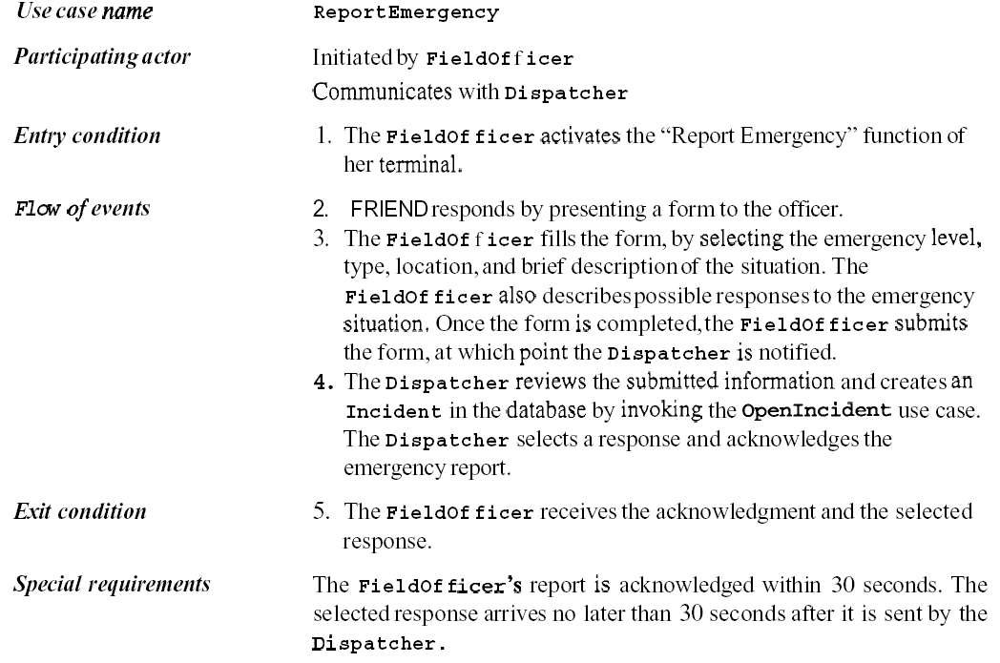 Use case name ReportEmergency
Participating actor Initiated by FieldOfficer
Communicates with Dispatcher
Entry condition 1. The FieldOfficer activates the “Report Emergency” function of
her terminal.
Flow of events 2. FRIEND responds by presenting a form to the officer.
3. The FieldOfficer fills the form, by selecting the emergency level,
type, location, and brief description of the situation. The
FieldOfficer also describes possible responses to the emergency
situation. Once the form is completed, the FieldOfficer submits
the form, at which point the Dispatcher is notified.
4. The Dispatcher reviews the submitted information and creates an
Incident in the database by invoking the OpenIncident use case.
The Dispatcher selects a response and acknowledges the
emergency report.
Exit condition 5. The FieldOfficer receives the acknowledgment and the selected
response.
Special requirements The FieldOfficer's report is acknowledged within 30 seconds. The
selected response arrives no later than 30 seconds after it is sent by the
Dispatcher.